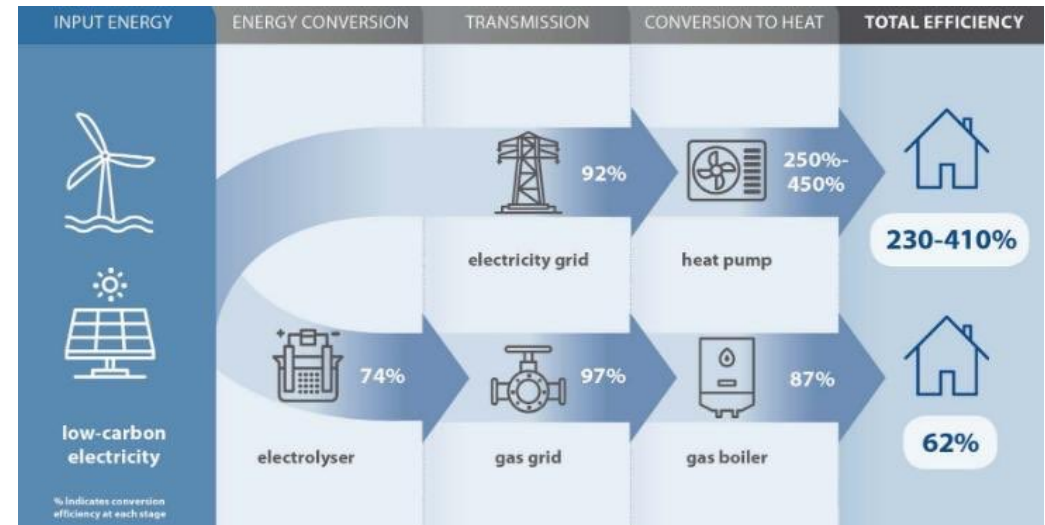 INPUT ENERGY
ENERGY CONVERSION
TRANSMISSION
CONVERSION TO HEAT
TOTAL EFFICIENCY
92%
250%-
450%
electricity grid
heat pump
230-410%
+
-
74%
97%
87%
low-carbon
electricity
electrolyser
gas grid
gas boiler
62%
% Indicates conversion
efficiency at each stage